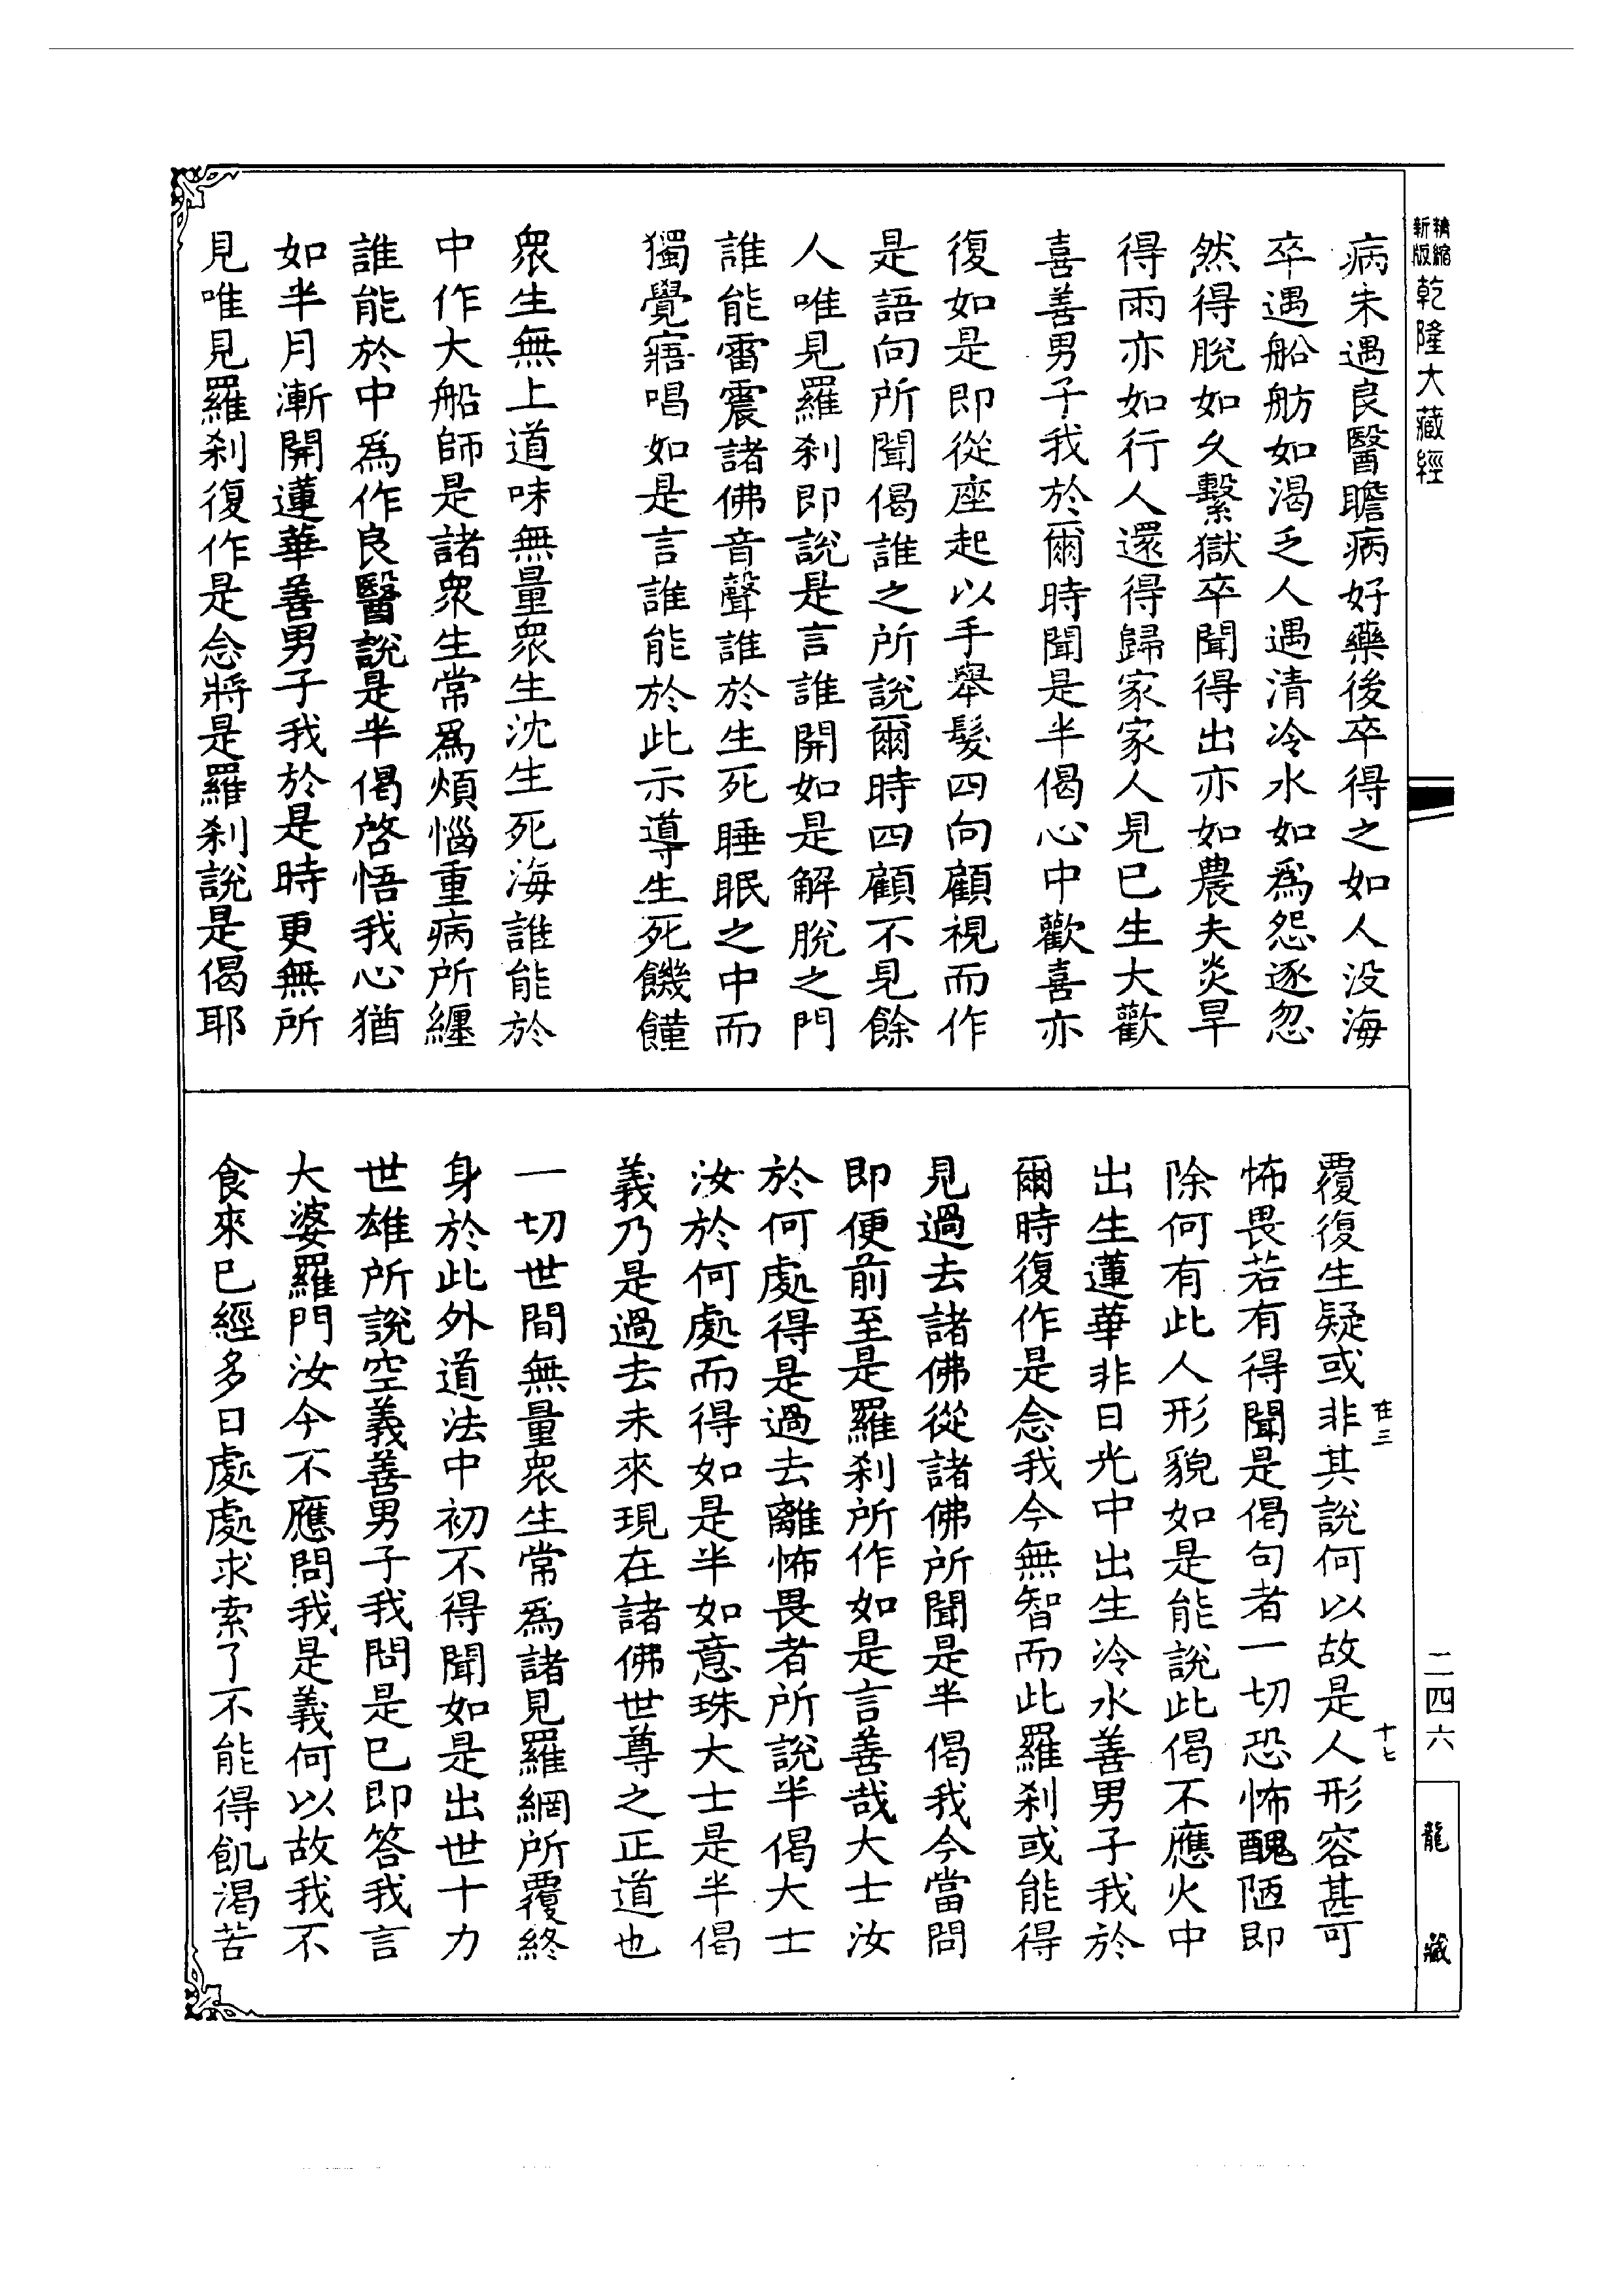 精縮新版乾隆大藏經
病未遇良醫瞻病好藥後卒得之如人没海
卒遇船舫如渴乏人遇清冷水如爲怨逐忽
然得脫如久繫獄卒聞得出亦如農夫炎旱
得雨亦如行人還得歸家家人見已生大歡
喜善男子我於爾時聞是半偈心中歡喜亦
復如是即從座起以手舉髮四向顧視而作
是語向所聞偈誰之所說爾時四顧不見餘
人唯見羅刹即說是言誰開如是解脫之門
誰能雷震諸佛音聲誰於生死睡眠之中而
獨覺寤唱如是言誰能於此示導生死饑饉
衆生無上道味無量衆生沈生死海誰能於
中作大船師是諸衆生常爲煩惱重病所纏
誰能於中爲作良醫說是半偈啓悟我心猶
如半月漸開蓮華善男子我於是時更無所
見唯見羅刹復作是念將是羅刹說是偈耶
覆復生疑或非其說何以故是人形容甚可
怖畏若有得聞是偈句者一切恐怖醜陋即
除何有此人形貌如是能說此偈不應火中
出生蓮華非日光中出生冷水善男子我於
爾時復作是念我今無智而此羅刹或能得
見過去諸佛從諸佛所聞是半偈我今當問
即便前至是羅刹所作如是言善哉大士汝
於何處得是過去離怖畏者所說半偈大士
汝於何處而得如是半如意珠大士是半偈
義乃是過去未來現在諸佛世尊之正道也
一切世間無量衆生常爲諸見羅網所覆終
身於此外道法中初不得聞如是出世十力
世雄所說空義善男子我問是已即答我言
大婆羅門汝今不應問我是義何以故我不
食來已經多日處處求索了不能得飢渴苦
在三
十七
二四六
龍藏